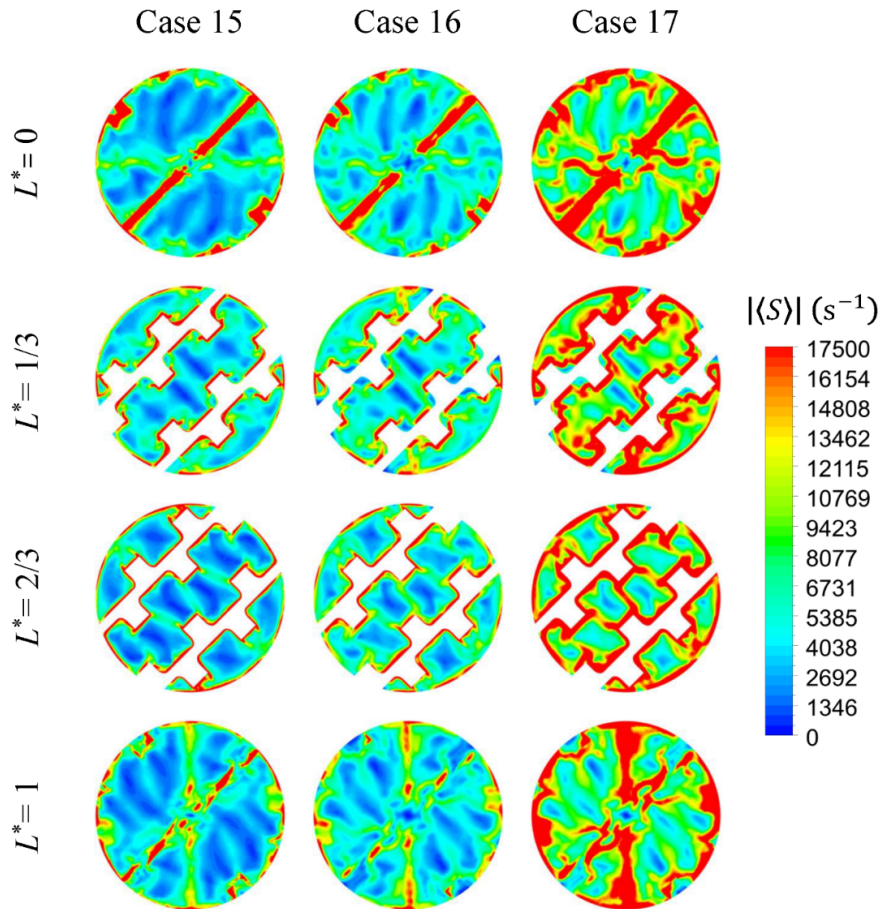 Case 15 Case 16 Case 17
L* = 0
L* = 1/3
L* = 2/3
L* = 1
|⟨S⟩| (s⁻¹)
17500
16154
14808
13462
12115
10769
9423
8077
6731
5385
4038
2692
1346
0